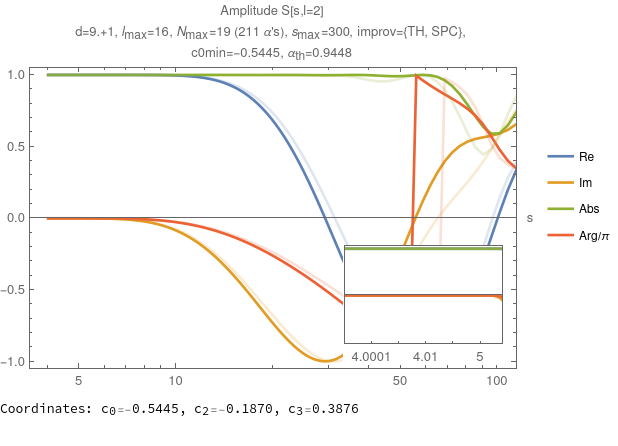 Amplitude S[s,l=2]
d=9.+1, lmax=16, Nmax=19 (211 α's), smax=300, improv={TH, SPC},
c0min=−0.5445, αth=0.9448
1.0
0.5
0.0
−0.5
−1.0
5
10
50
100
s
4.0001
4.01
5
Re
Im
Abs
Arg/π
Coordinates: c0=-0.5445, c2=-0.1870, c3=0.3876